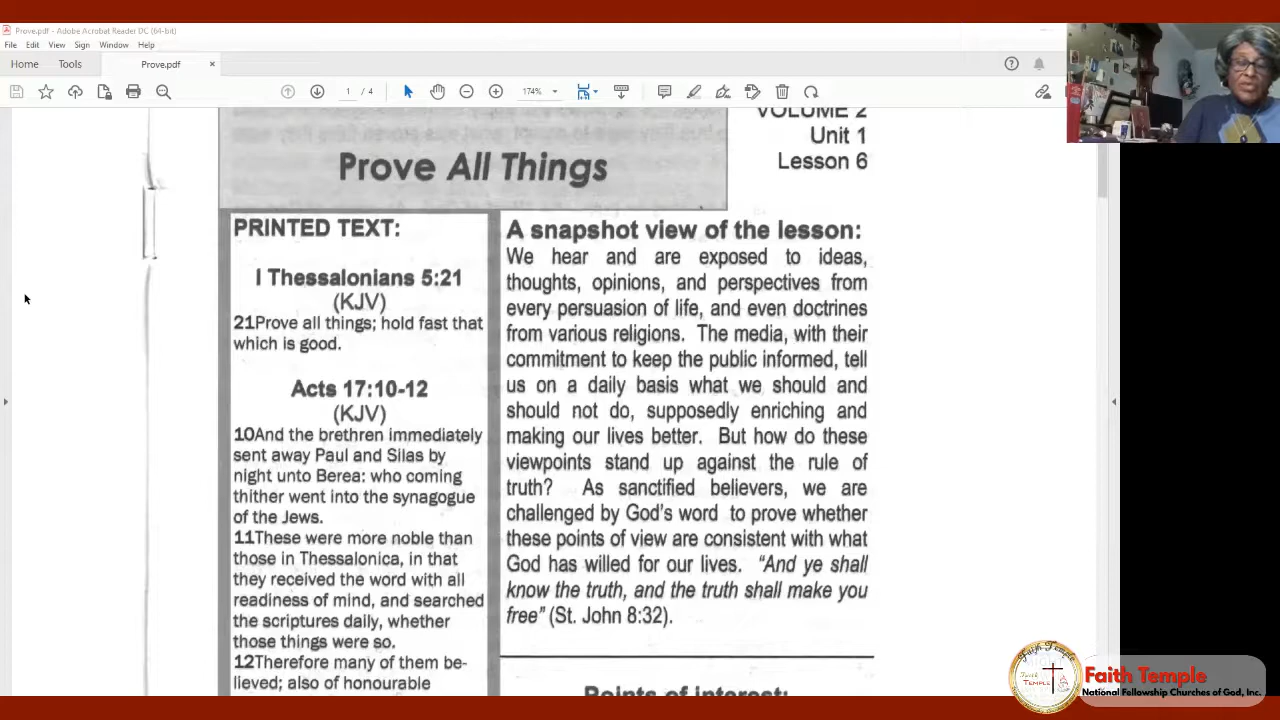 Prove.pdf - Adobe Acrobat Reader DC (64-bit)
File Edit View Sign Window Help
Home Tools Prove.pdf ×
1 / 4 174%
VOLUME 2
Unit 1
Lesson 6
Prove All Things
PRINTED TEXT:
I Thessalonians 5:21
(KJV)
21Prove all things; hold fast that
which is good.
Acts 17:10-12
(KJV)
10And the brethren immediately
sent away Paul and Silas by
night unto Berea: who coming
thither went into the synagogue
of the Jews.
11These were more noble than
those in Thessalonica, in that
they received the word with all
readiness of mind, and searched
the scriptures daily, whether
those things were so.
12Therefore many of them be-
lieved; also of honourable
A snapshot view of the lesson:
We hear and are exposed to ideas,
thoughts, opinions, and perspectives from
every persuasion of life, and even doctrines
from various religions. The media, with their
commitment to keep the public informed, tell
us on a daily basis what we should and
should not do, supposedly enriching and
making our lives better. But how do these
viewpoints stand up against the rule of
truth? As sanctified believers, we are
challenged by God's word to prove whether
these points of view are consistent with what
God has willed for our lives. “And ye shall
know the truth, and the truth shall make you
free” (St. John 8:32).
Points of interest:
Faith Temple
FAITH
TEMPLE
Faith Temple
National Fellowship Churches of God, Inc.